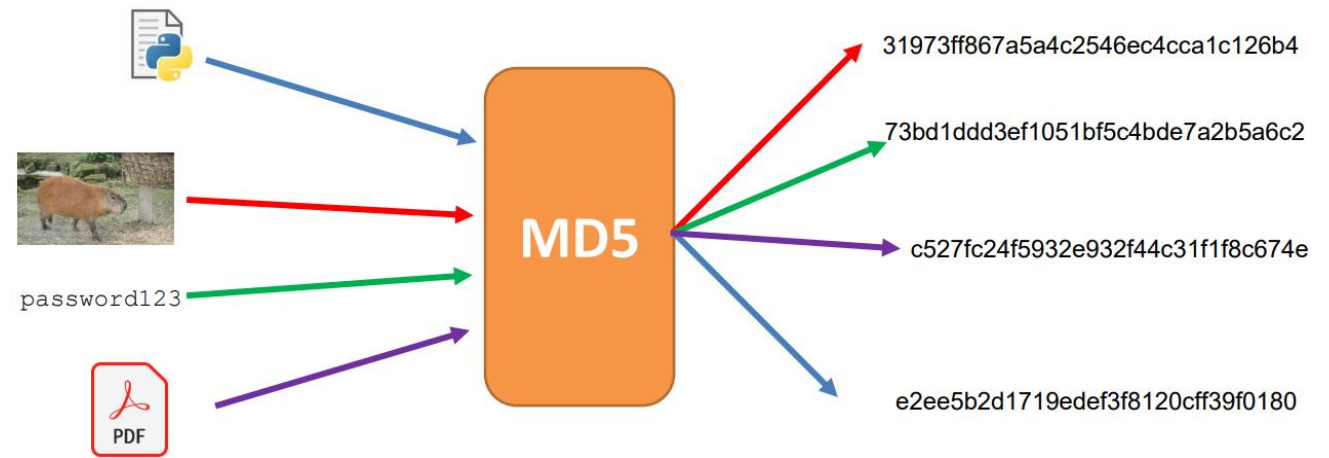 31973ff867a5a4c2546ec4cca1c126b4
73bd1ddd3ef1051bf5c4bde7a2b5a6c2
MD5
c527fc24f5932e932f44c31f1f8c674e
password123
PDF
e2ee5b2d1719edef3f8120cff39f0180